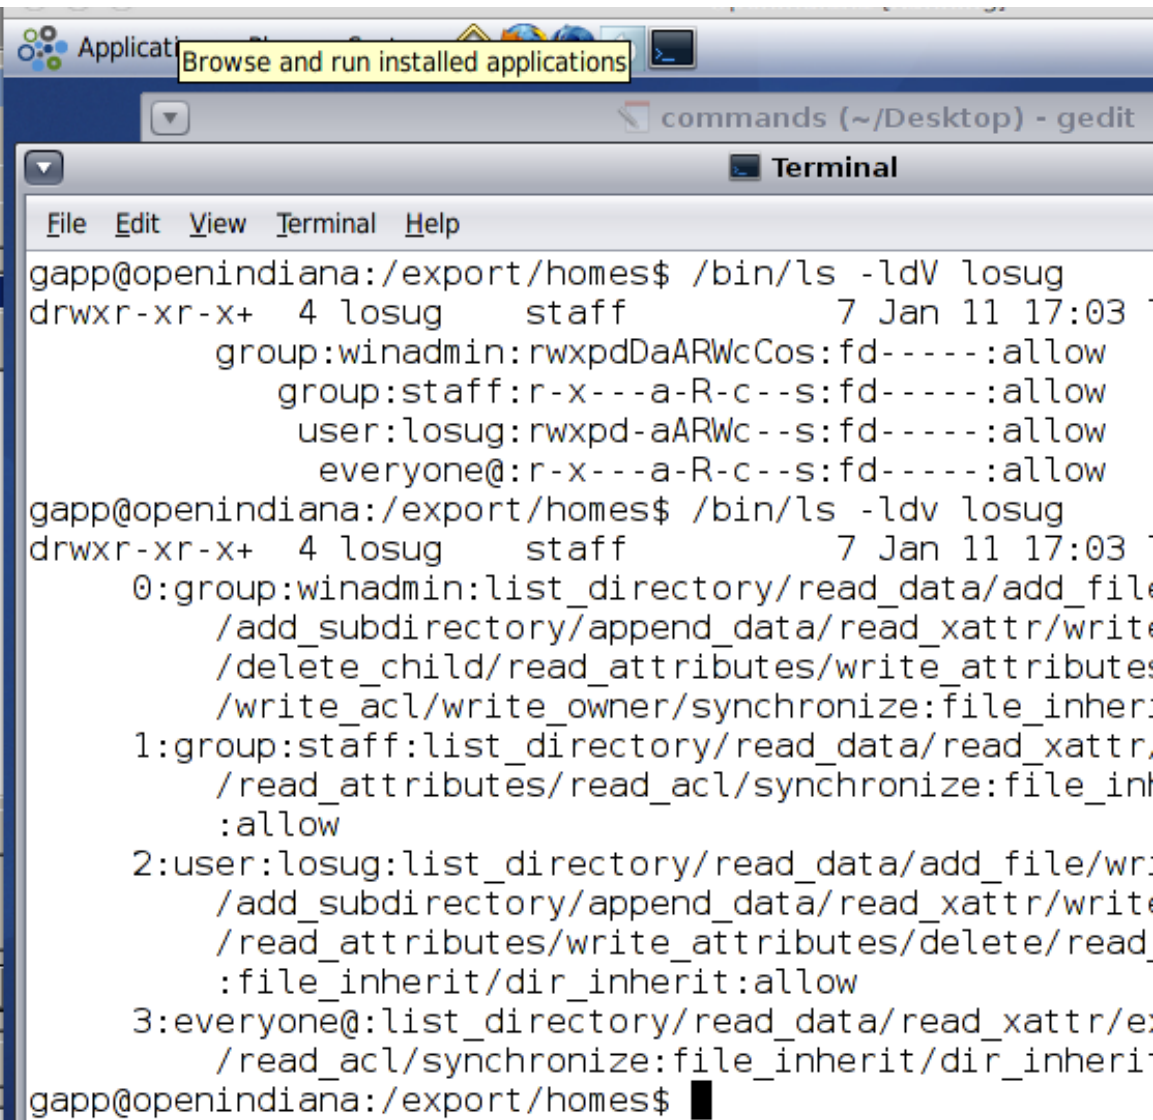 Applicati
Browse and run installed applications
commands (~/Desktop) - gedit
Terminal
File Edit View Terminal Help
gapp@openindiana:/export/homes$ /bin/ls -ldV losug
drwxr-xr-x+  4 losug    staff          7 Jan 11 17:03
group:winadmin:rwxpdDaARWcCos:fd-----:allow
group:staff:r-x---a-R-c--s:fd-----:allow
user:losug:rwxpd-aARWc--s:fd-----:allow
everyone@:r-x---a-R-c--s:fd-----:allow
gapp@openindiana:/export/homes$ /bin/ls -ldv losug
drwxr-xr-x+  4 losug    staff          7 Jan 11 17:03
0:group:winadmin:list_directory/read_data/add_file
/add_subdirectory/append_data/read_xattr/write
/delete_child/read_attributes/write_attributes
/write_acl/write_owner/synchronize:file_inheri
1:group:staff:list_directory/read_data/read_xattr/
/read_attributes/read_acl/synchronize:file_inh
:allow
2:user:losug:list_directory/read_data/add_file/wri
/add_subdirectory/append_data/read_xattr/write
/read_attributes/write_attributes/delete/read_
:file_inherit/dir_inherit:allow
3:everyone@:list_directory/read_data/read_xattr/ex
/read_acl/synchronize:file_inherit/dir_inherit
gapp@openindiana:/export/homes$